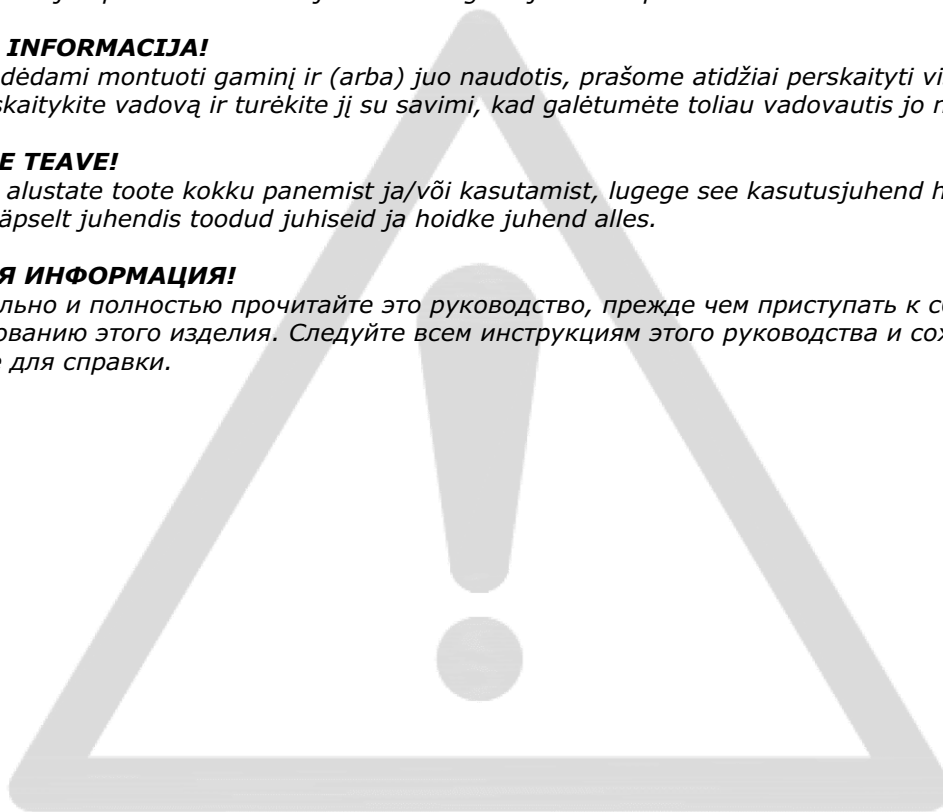 INFORMACIJA!
dėdami montuoti gaminį ir (arba) juo naudotis, prašome atidžiai perskaityti
skaitykite vadovą ir turėkite jį su savimi, kad galėtumėte toliau vadovautis jo
E TEAVE!
alustate toote kokku panemist ja/või kasutamist, lugege see kasutusjuhend
äpselt juhendis toodud juhiseid ja hoidke juhend alles.
Я ИНФОРМАЦИЯ!
льно и полностью прочитайте это руководство, прежде чем приступать к
ованию этого изделия. Следуйте всем инструкциям этого руководства и
для справки.